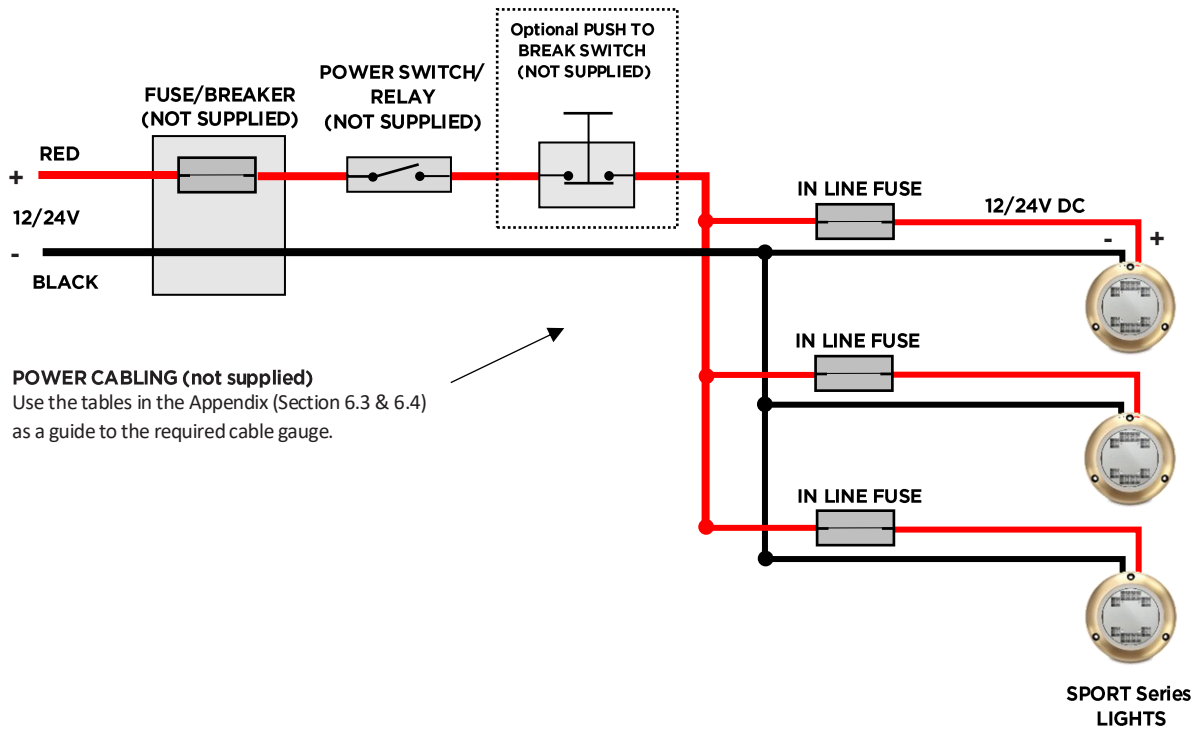 Optional PUSH TO
BREAK SWITCH
(NOT SUPPLIED)
POWER SWITCH/
RELAY
(NOT SUPPLIED)
FUSE/BREAKER
(NOT SUPPLIED)
RED
+
12/24V
-
BLACK
IN LINE FUSE
12/24V DC
- +
IN LINE FUSE
POWER CABLING (not supplied)
Use the tables in the Appendix (Section 6.3 & 6.4)
as a guide to the required cable gauge.
IN LINE FUSE
SPORT Series
LIGHTS